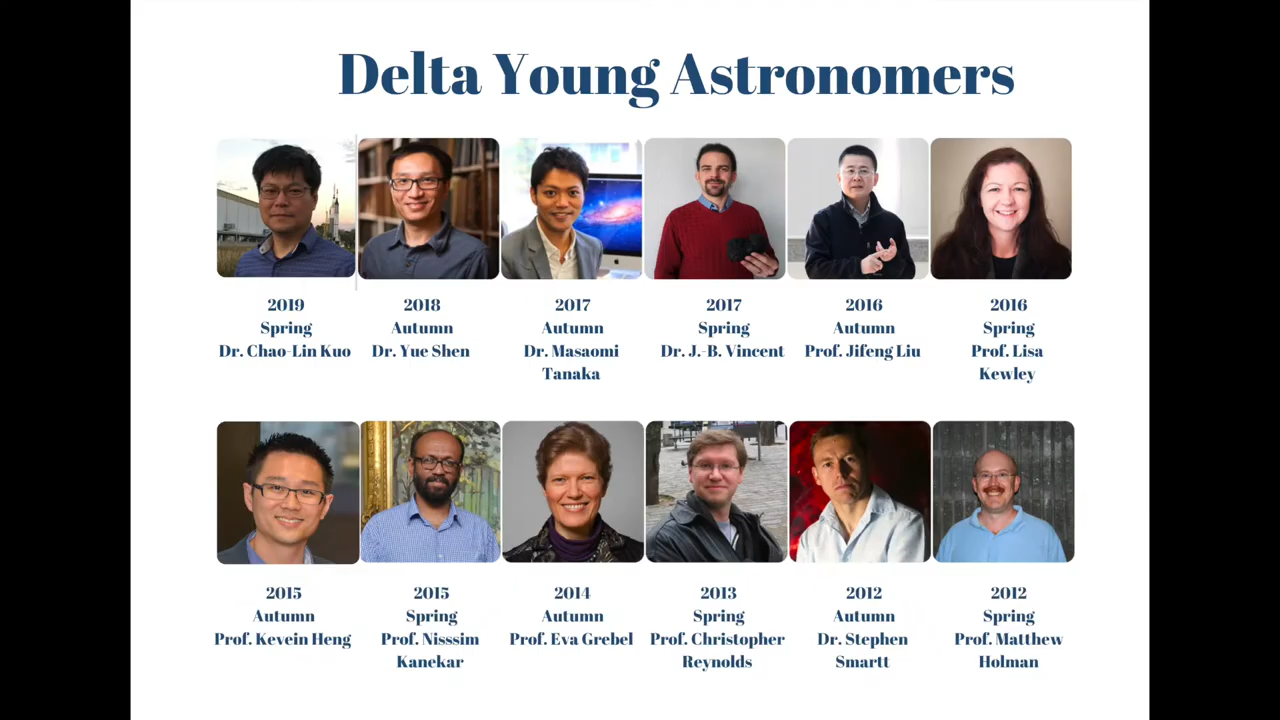 Delta Young Astronomers
2019
Spring
Dr. Chao-Lin Kuo
2018
Autumn
Dr. Yue Shen
2017
Autumn
Dr. Masaomi
Tanaka
2017
Spring
Dr. J.-B. Vincent
2016
Autumn
Prof. Jifeng Liu
2016
Spring
Prof. Lisa
Kewley
2015
Autumn
Prof. Kevein Heng
2015
Spring
Prof. Nisssim
Kanekar
2014
Autumn
Prof. Eva Grebel
2013
Spring
Prof. Christopher
Reynolds
2012
Autumn
Dr. Stephen
Smartt
2012
Spring
Prof. Matthew
Holman